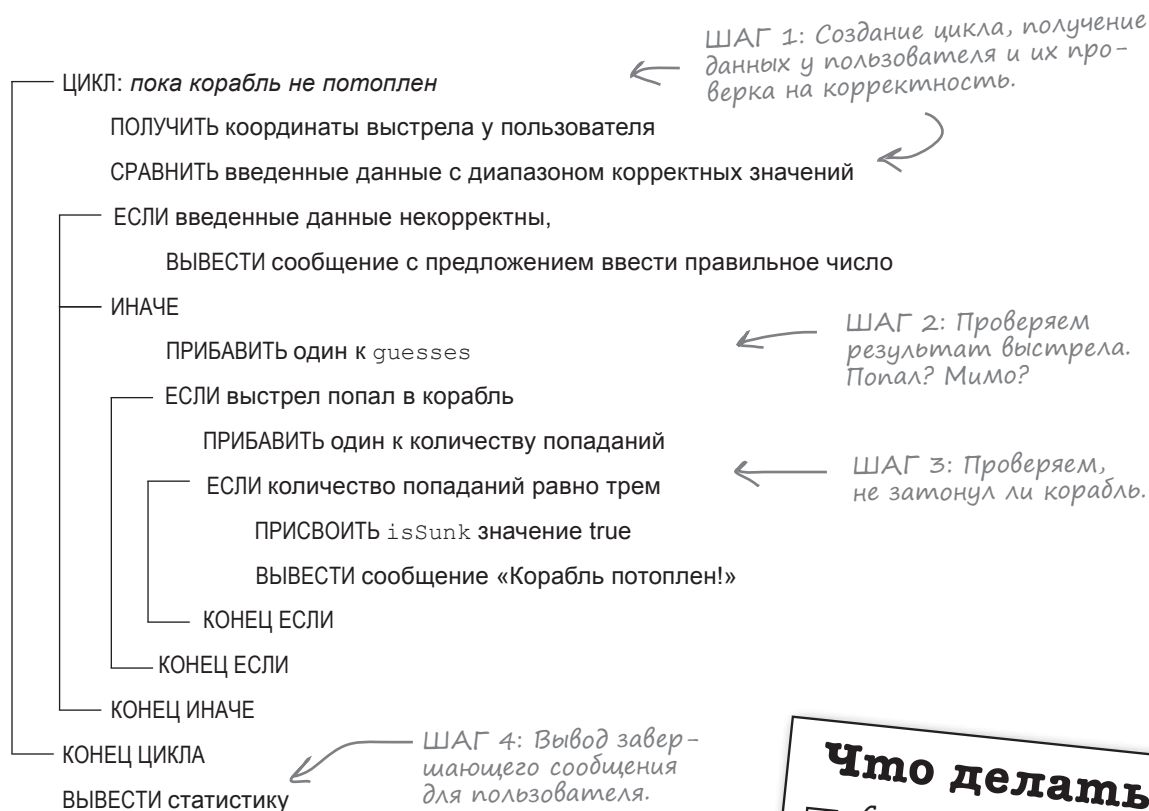 ШАГ 1: Создание цикла, получение
данных у пользователя и их про-
верка на корректность.
ЦИКЛ: пока корабль не потоплен
ПОЛУЧИТЬ координаты выстрела у пользователя
СРАВНИТЬ введенные данные с диапазоном корректных значений
ЕСЛИ введенные данные некорректны,
ВЫВЕСТИ сообщение с предложением ввести правильное число
ИНАЧЕ
ШАГ 2: Проверяем
результат выстрела.
Попал? Мимо?
ПРИБАВИТЬ один к guesses
ЕСЛИ выстрел попал в корабль
ПРИБАВИТЬ один к количеству попаданий
ШАГ 3: Проверяем,
не затонул ли корабль.
ЕСЛИ количество попаданий равно трем
ПРИСВОИТЬ isSunk значение true
ВЫВЕСТИ сообщение «Корабль потоплен!»
КОНЕЦ ЕСЛИ
КОНЕЦ ЕСЛИ
КОНЕЦ ИНАЧЕ
КОНЕЦ ЦИКЛА
ШАГ 4: Вывод завер-
шающего сообщения
для пользователя.
ВЫВЕСТИ статистику
Что делать